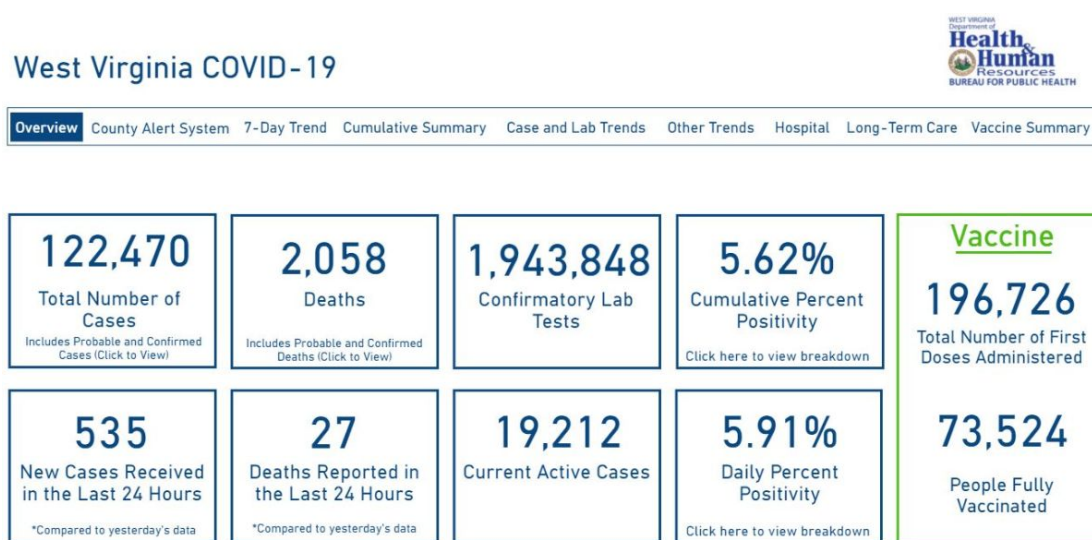 WEST VIRGINIA
Department of
Health
&
Human
Resources
BUREAU FOR PUBLIC HEALTH
West Virginia COVID-19
Overview County Alert System 7-Day Trend Cumulative Summary Case and Lab Trends Other Trends Hospital Long-Term Care Vaccine Summary
122,470
Total Number of
Cases
Includes Probable and Confirmed
Cases (Click to View)
2,058
Deaths
Includes Probable and Confirmed
Deaths (Click to View)
1,943,848
Confirmatory Lab
Tests
5.62%
Cumulative Percent
Positivity
Click here to view breakdown
Vaccine
196,726
Total Number of First
Doses Administered
535
New Cases Received
in the Last 24 Hours
*Compared to yesterday's data
27
Deaths Reported in
the Last 24 Hours
*Compared to yesterday's data
19,212
Current Active Cases
5.91%
Daily Percent
Positivity
Click here to view breakdown
73,524
People Fully
Vaccinated